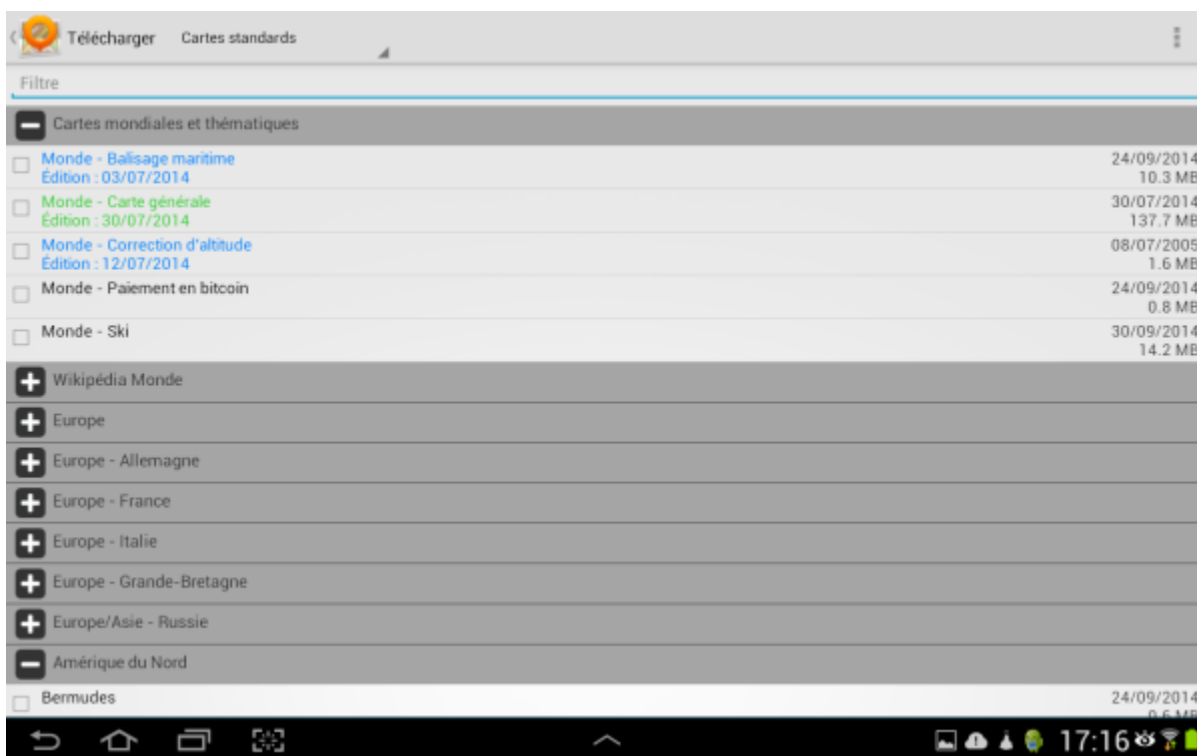 Télécharger Cartes standards
Filtre
Cartes mondiales et thématiques
Monde - Balisage maritime 24/09/2014
Édition : 03/07/2014 10.3 MB
Monde - Carte générale 30/07/2014
Édition : 30/07/2014 137.7 MB
Monde - Correction d'altitude 08/07/2005
Édition : 12/07/2014 1.6 MB
Monde - Paiement en bitcoin 24/09/2014
0.8 MB
Monde - Ski 30/09/2014
14.2 MB
Wikipédia Monde
Europe
Europe - Allemagne
Europe - France
Europe - Italie
Europe - Grande-Bretagne
Europe/Asie - Russie
Amérique du Nord
Bermudes 24/09/2014
17:16